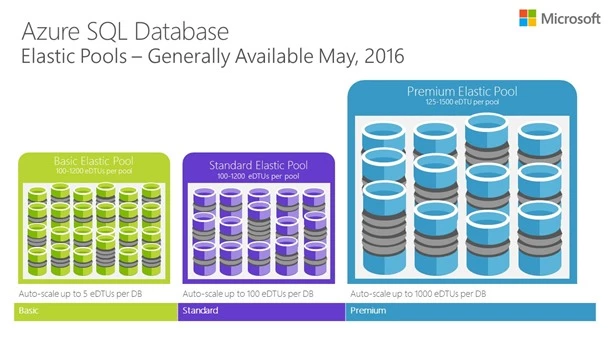 Azure SQL Database
Microsoft
Elastic Pools – Generally Available May, 2016
Premium Elastic Pool
125-1500 eDTU per pool
Basic Elastic Pool
100-1200 eDTUs per pool
Standard Elastic Pool
100-1200 eDTUs per pool
Auto-scale up to 5 eDTUs per DB
Auto-scale up to 100 eDTUs per DB
Auto-scale up to 1000 eDTUs per DB
Basic
Standard
Premium